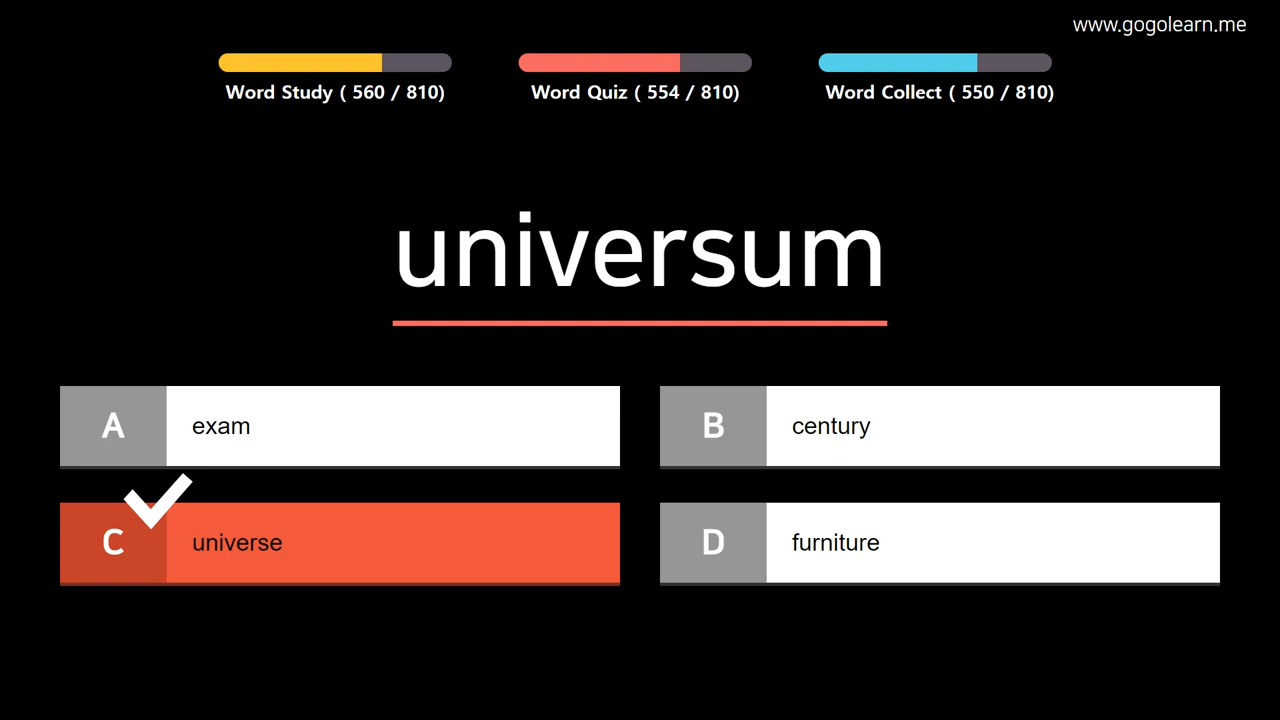 www.gogolearn.me
Word Study ( 560 / 810)
Word Quiz ( 554 / 810)
Word Collect ( 550 / 810)
universum
A exam
B century
C universe
D furniture